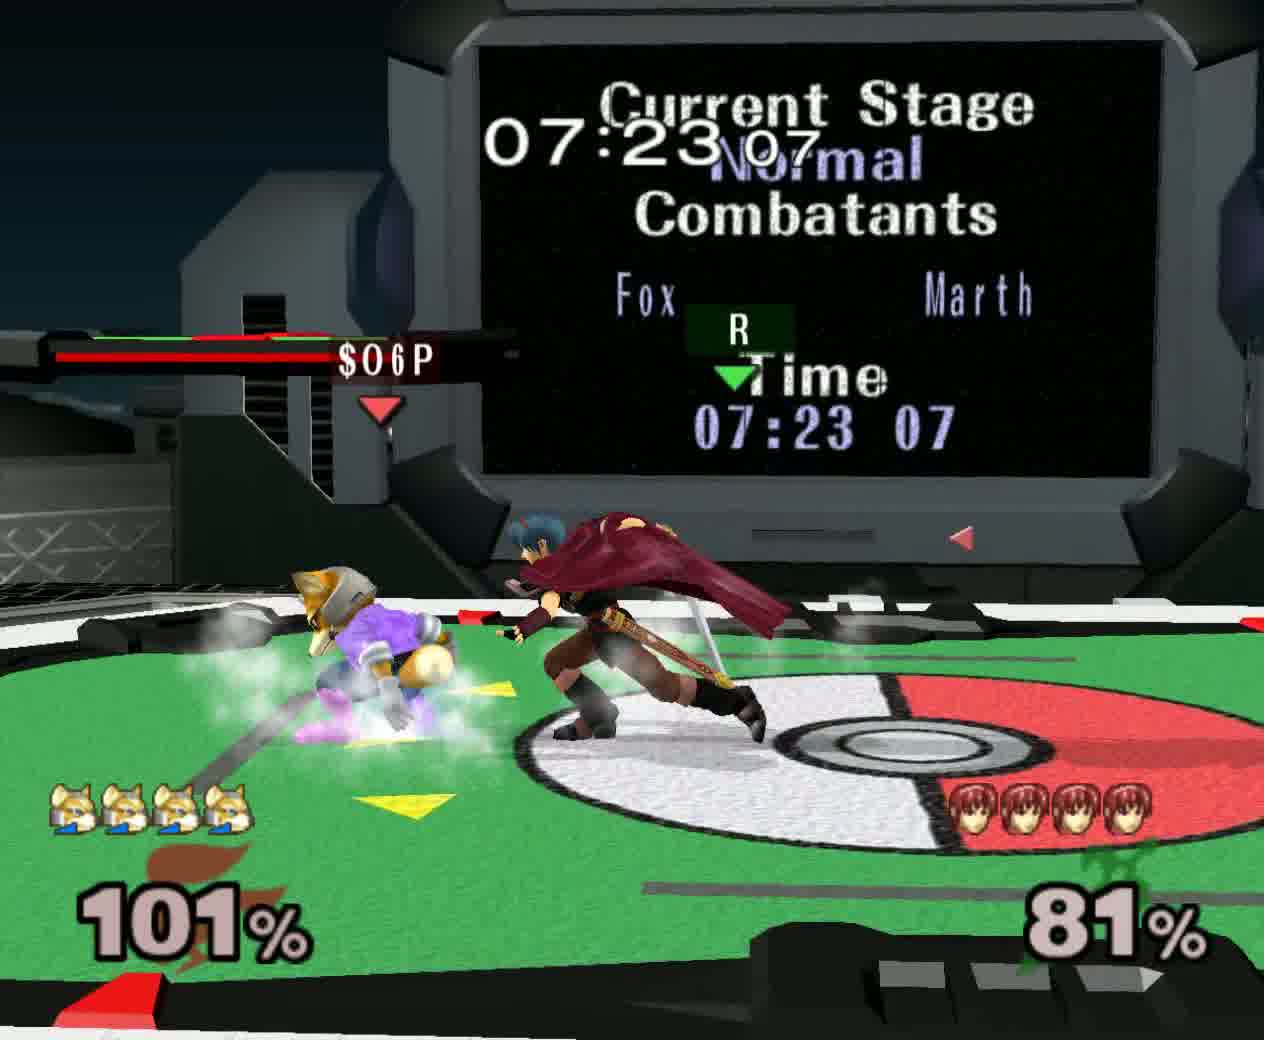 Current Stage
07:23 07
Normal
Combatants
Fox Marth
R
$06P
Time
07:23 07
101%
81%